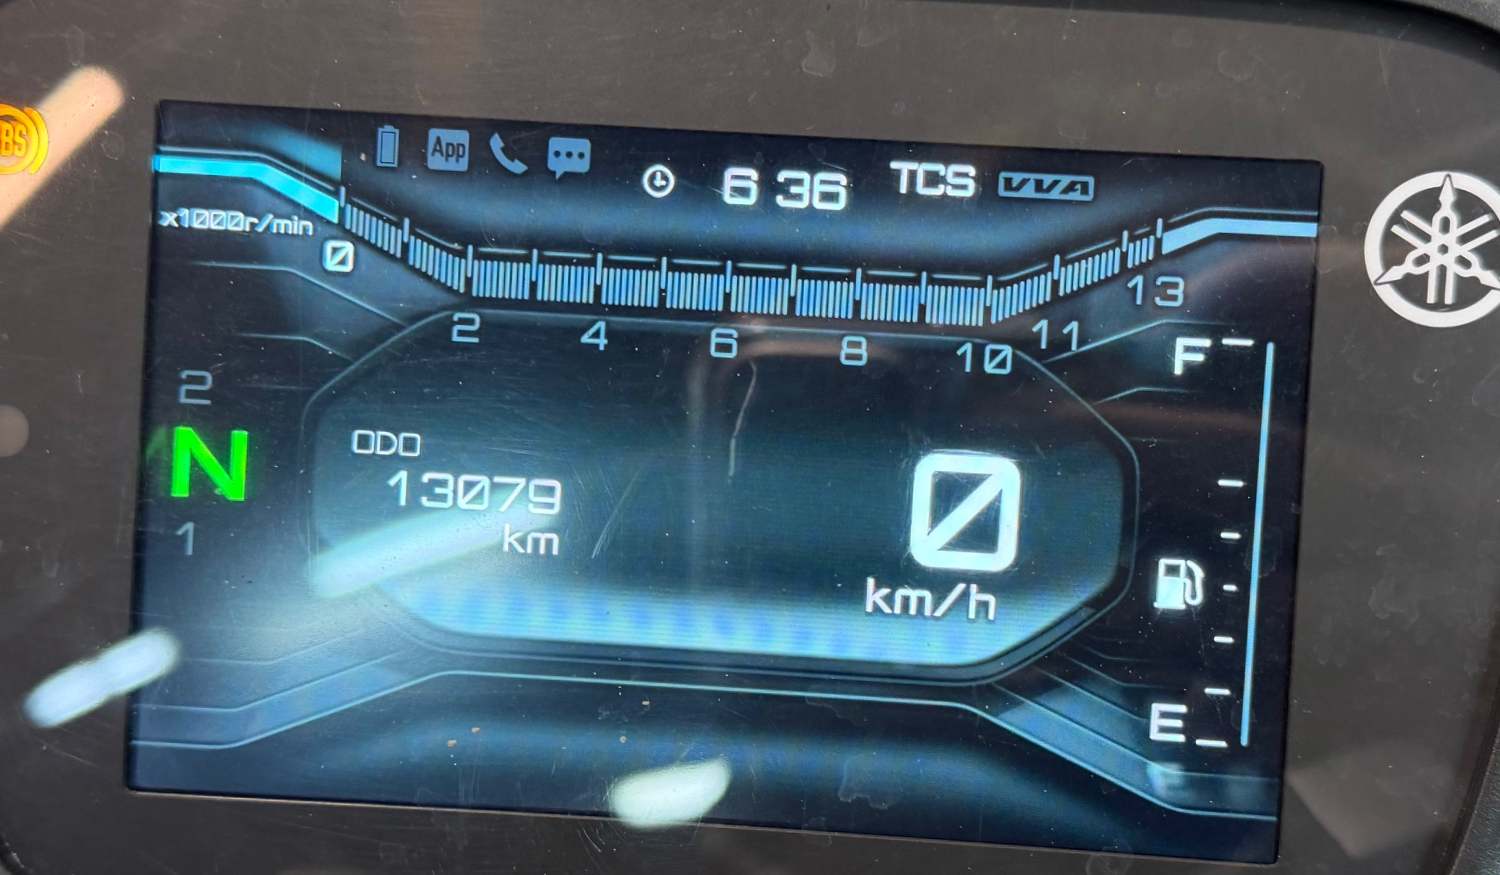 App
6 36 TCS VVA
x1000r/min
0 2 4 6 8 10 11 13
F
2
N
1
ODO
13079
km
0
km/h
E